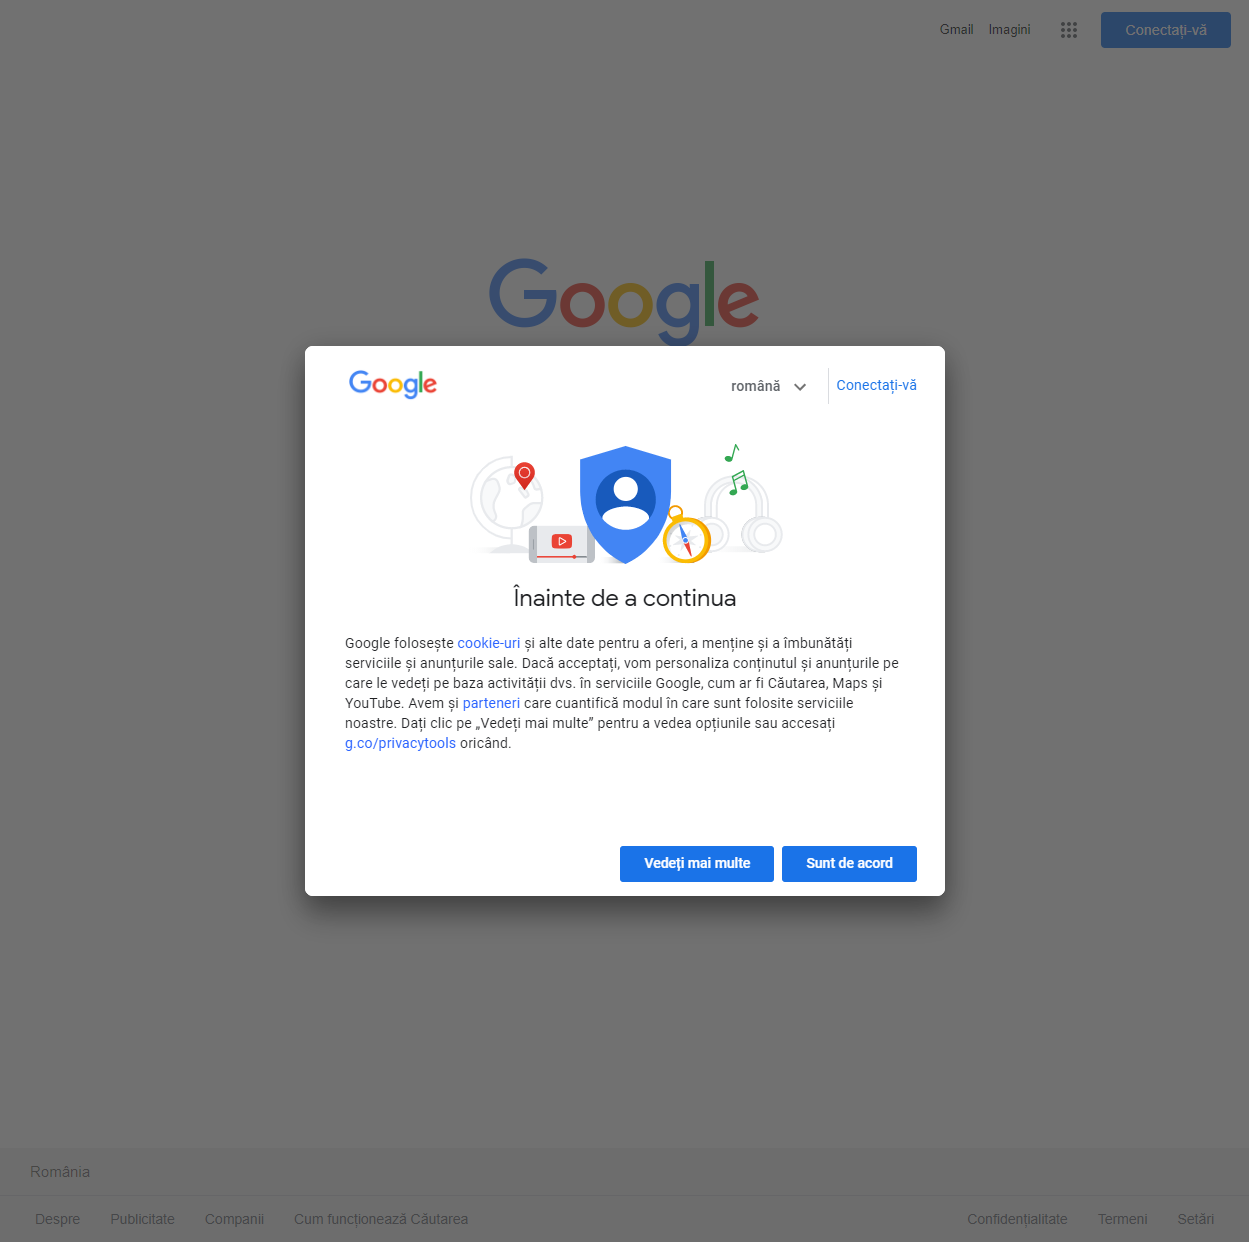 Gmail Imagini Conectați-vă
Google
Google română Conectați-vă
Înainte de a continua
Google folosește cookie-uri și alte date pentru a oferi, a menține și a îmbunătăți
serviciile și anunțurile sale. Dacă acceptați, vom personaliza conținutul și anunțurile pe
care le vedeți pe baza activității dvs. în serviciile Google, cum ar fi Căutarea, Maps și
YouTube. Avem și parteneri care cuantifică modul în care sunt folosite serviciile
noastre. Dați clic pe „Vedeți mai multe” pentru a vedea opțiunile sau accesați
g.co/privacytools oricând.
Vedeți mai multe Sunt de acord
România
Despre Publicitate Companii Cum funcționează Căutarea Confidențialitate Termeni Setări